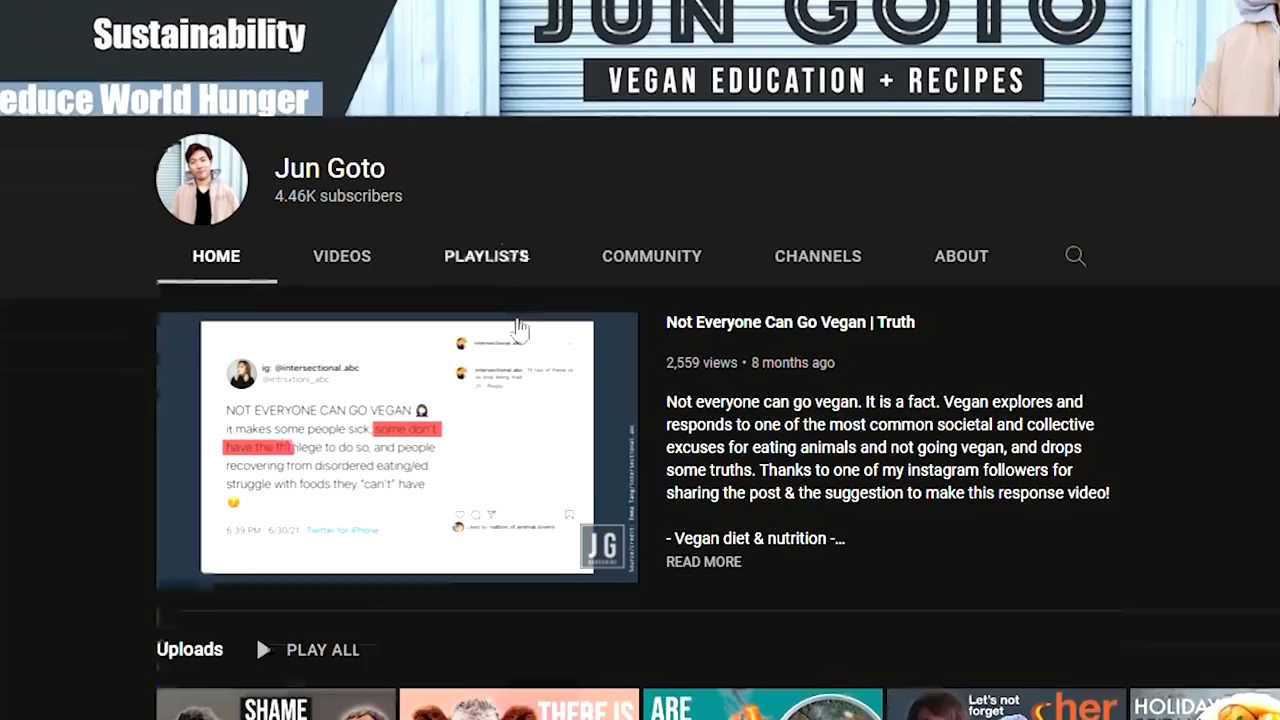 Sustainability
educe World Hunger
JUN GOTO
VEGAN EDUCATION + RECIPES
Jun Goto
4.46K subscribers
HOME
VIDEOS
PLAYLISTS
COMMUNITY
CHANNELS
ABOUT
ig: @intersectional.abc
NOT EVERYONE CAN GO VEGAN
it makes some people sick, some don't
have the
to do so, and people
recovering from disordered eating/ed
struggle with foods they "can't" have
6:39 PM 6/30/21 Twitter for iPhone
JG
Not Everyone Can Go Vegan | Truth
2,559 views • 8 months ago
Not everyone can go vegan. It is a fact. Vegan explores and
responds to one of the most common societal and collective
excuses for eating animals and not going vegan, and drops
some truths. Thanks to one of my instagram followers for
sharing the post & the suggestion to make this response video!
- Vegan diet & nutrition -...
READ MORE
Uploads
PLAY ALL
SHAME
THERE IS
ARE
Let's not
forget
her
HOLIDAY